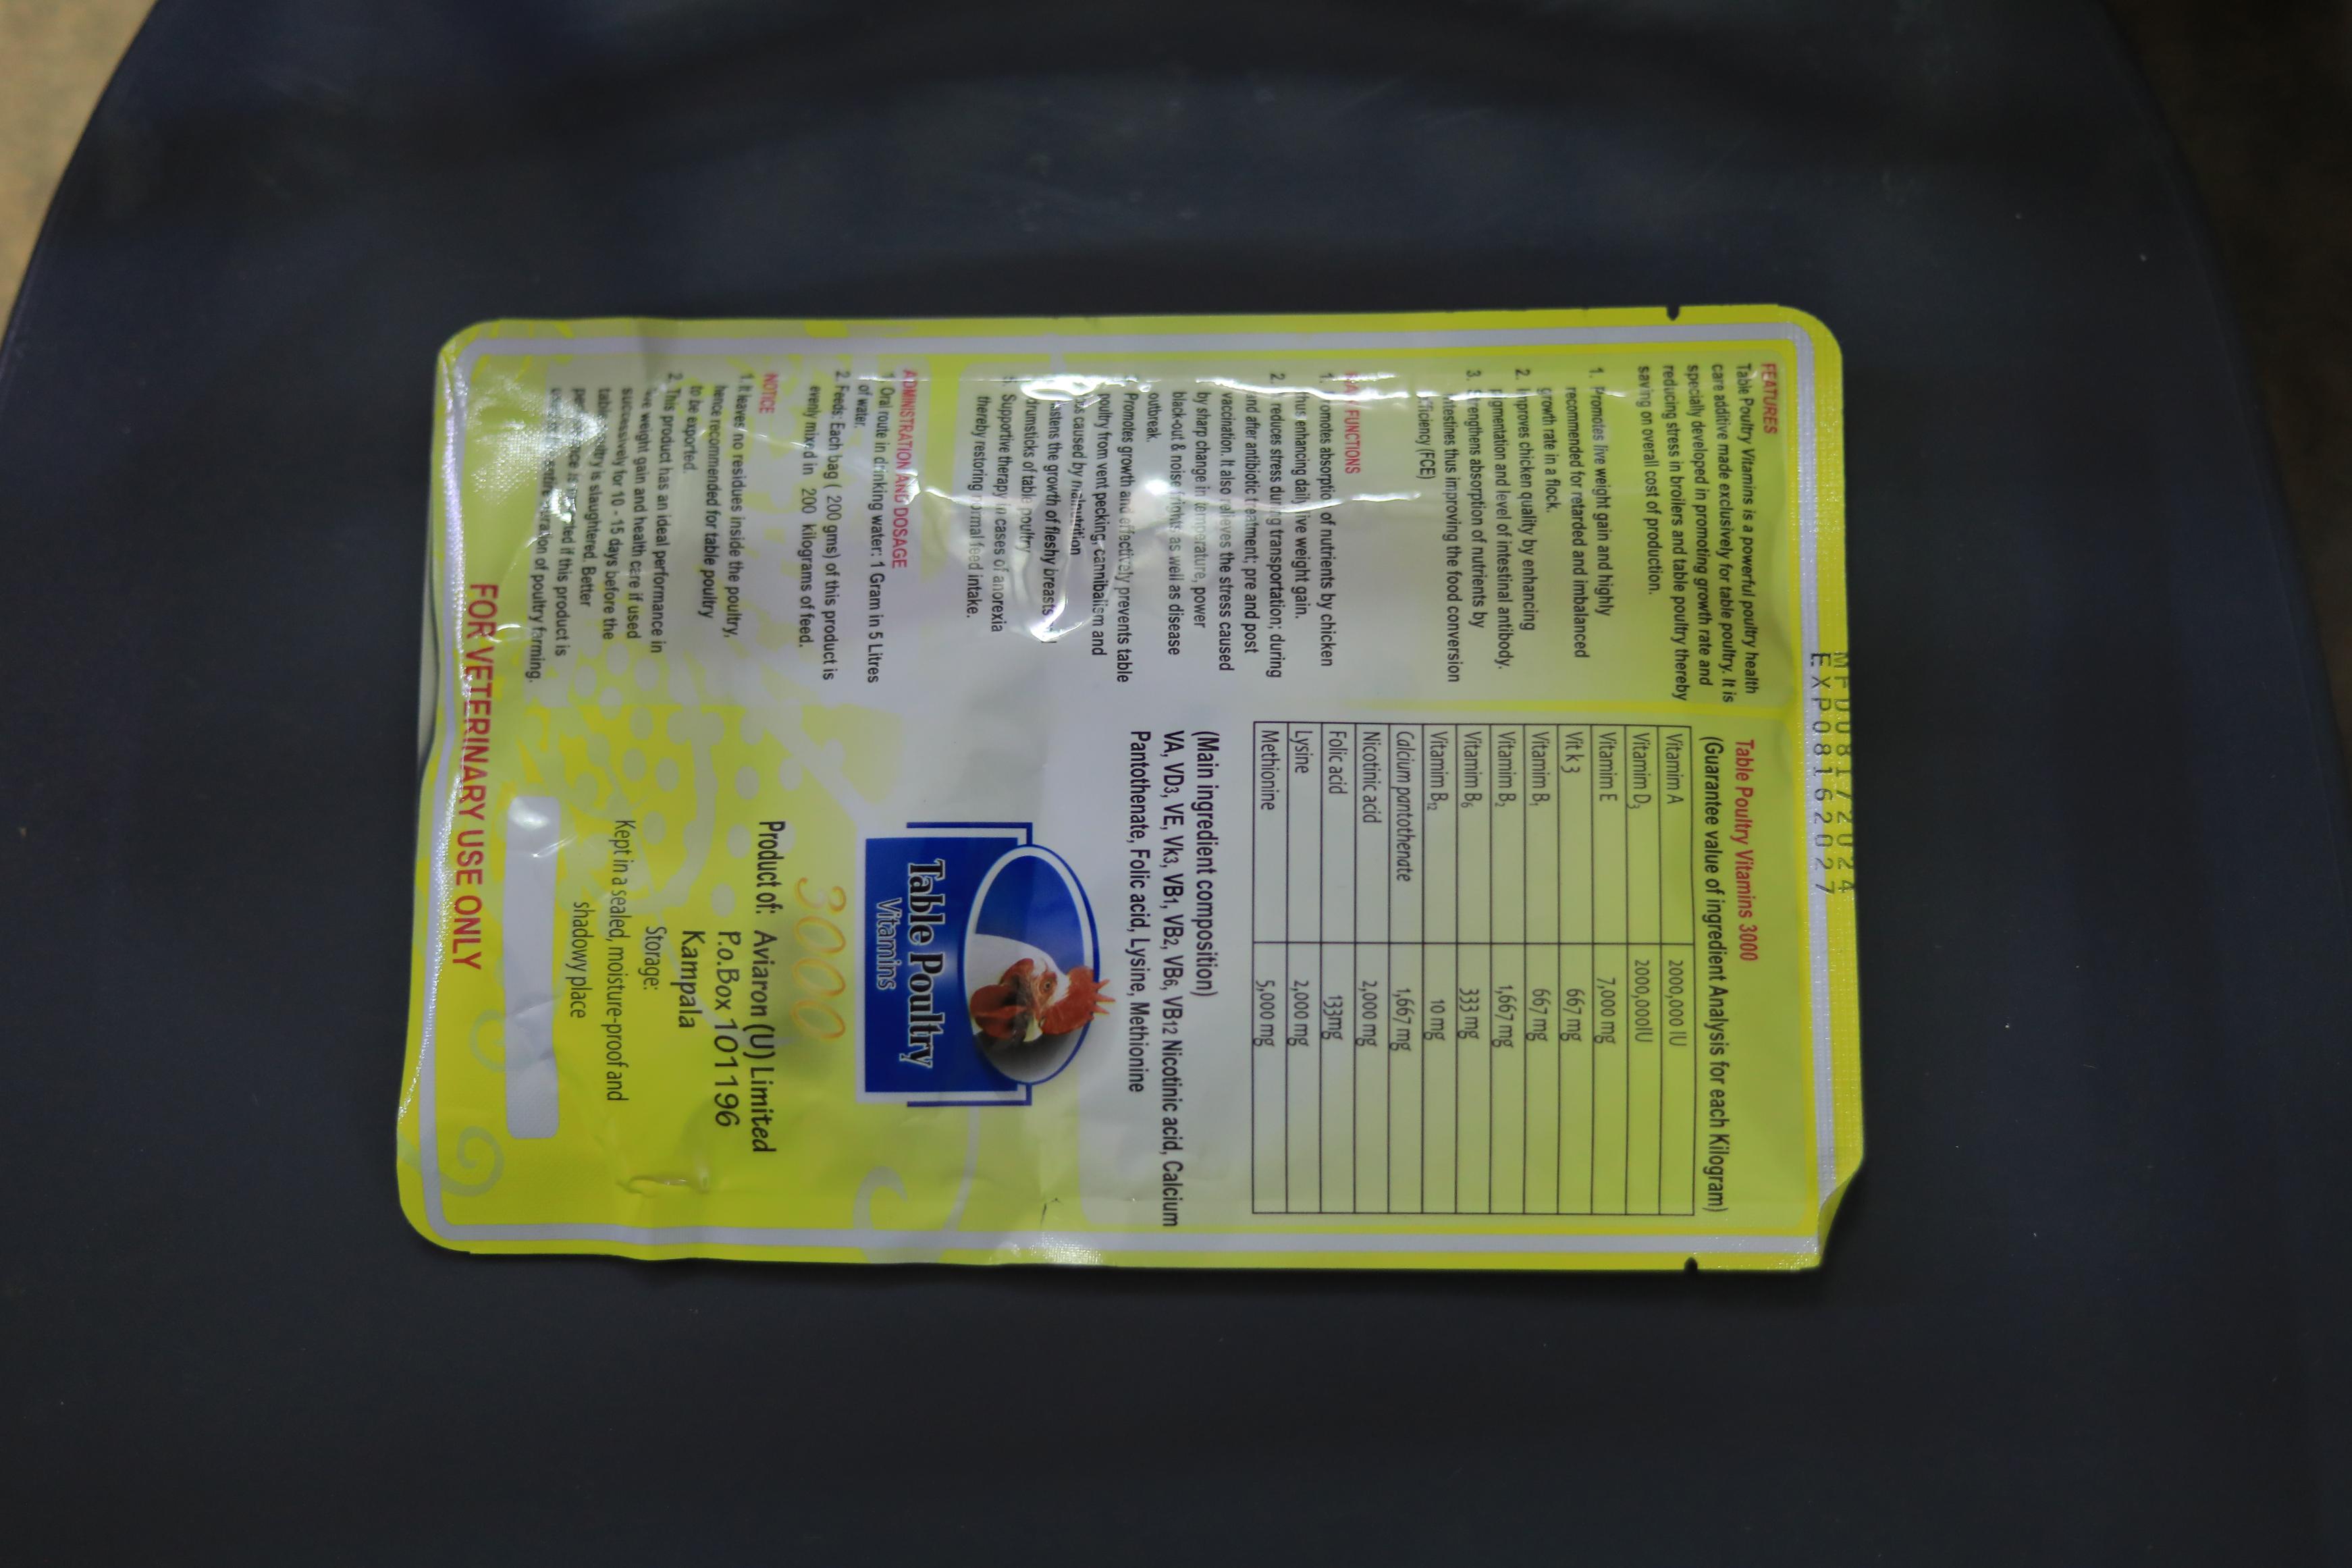 MFD08172024
EXP08162027
FEATURES
Table Poultry Vitamins is a powerful poultry health
care additive made exclusively for table poultry. It is
specially developed in promoting growth rate and
reducing stress in broilers and table poultry thereby
saving on overall cost of production.
1. Promotes live weight gain and highly
recommended for retarded and imbalanced
growth rate in a flock.
2. Improves chicken quality by enhancing
pigmentation and level of intestinal antibody.
3. Strengthens absorption of nutrients by
intestines thus improving the food conversion
efficiency (FCE)
FUNCTIONS
1. Promotes absorption of nutrients by chicken
thus enhancing daily live weight gain.
2. reduces stress during transportation; during
and after antibiotic treatment; pre and post
vaccination. It also relieves the stress caused
by sharp change in temperature, power
black-out & noise frights as well as disease
outbreak.
Promotes growth and effectively prevents table
poultry from vent pecking, cannibalism and
caused by malnutrition
the growth of fleshy breasts
drumsticks of table poultry
Supportive therapy in cases of anorexia
thereby restoring normal feed intake.
ADMINISTRATION AND DOSAGE
1. Oral route in drinking water: 1 Gram in 5 Litres
of water.
2. Feeds: Each bag ( 200 gms) of this product is
evenly mixed in 200 kilograms of feed.
NOTICE
1. It leaves no residues inside the poultry,
hence recommended for table poultry
to be exported.
2. This product has an ideal performance in
live weight gain and health care if used
successively for 10 - 15 days before the
table poultry is slaughtered. Better
performance is if this product is
entire of poultry farming.
Table Poultry Vitamins 3000
(Guarantee value of ingredient Analysis for each Kilogram)
Vitamin A 2000,000 IU
Vitamim D3 2000,000IU
Vitamim E 7,000 mg
Vit k 3 667 mg
Vitamim B1 667 mg
Vitamim B2 1,667 mg
Vitamim B6 333 mg
Vitamim B12 10 mg
Calcium pantothenate 1,667 mg
Nicotinic acid 2,000 mg
Folic acid 133mg
Lysine 2,000 mg
Methionine 5,000 mg
(Main ingredient composition)
VA, VD3, VE, Vk3, VB1, VB2, VB6, VB12 Nicotinic acid, Calcium
Pantothenate, Folic acid, Lysine, Methionine
Table Poultry
Vitamins
3000
Product of: Aviaron (U) Limited
P.o.Box 101196
Kampala
Storage:
Kept in a sealed, moisture-proof and
shadowy place
FOR VETERINARY USE ONLY